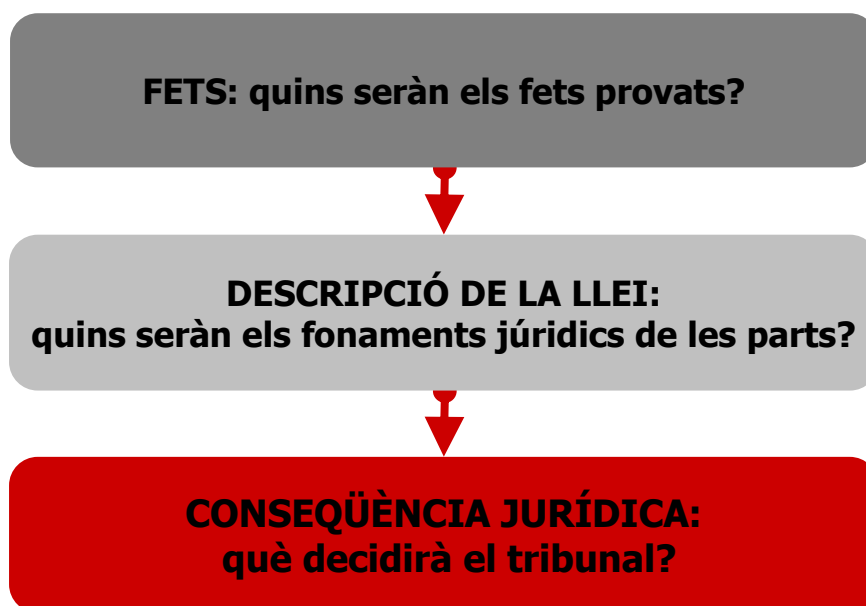 FETS: quins seràn els fets provats?
DESCRIPCIÓ DE LA LLEI:
quins seràn els fonaments júridics de les parts?
CONSEQÜÈNCIA JURÍDICA:
què decidirà el tribunal?